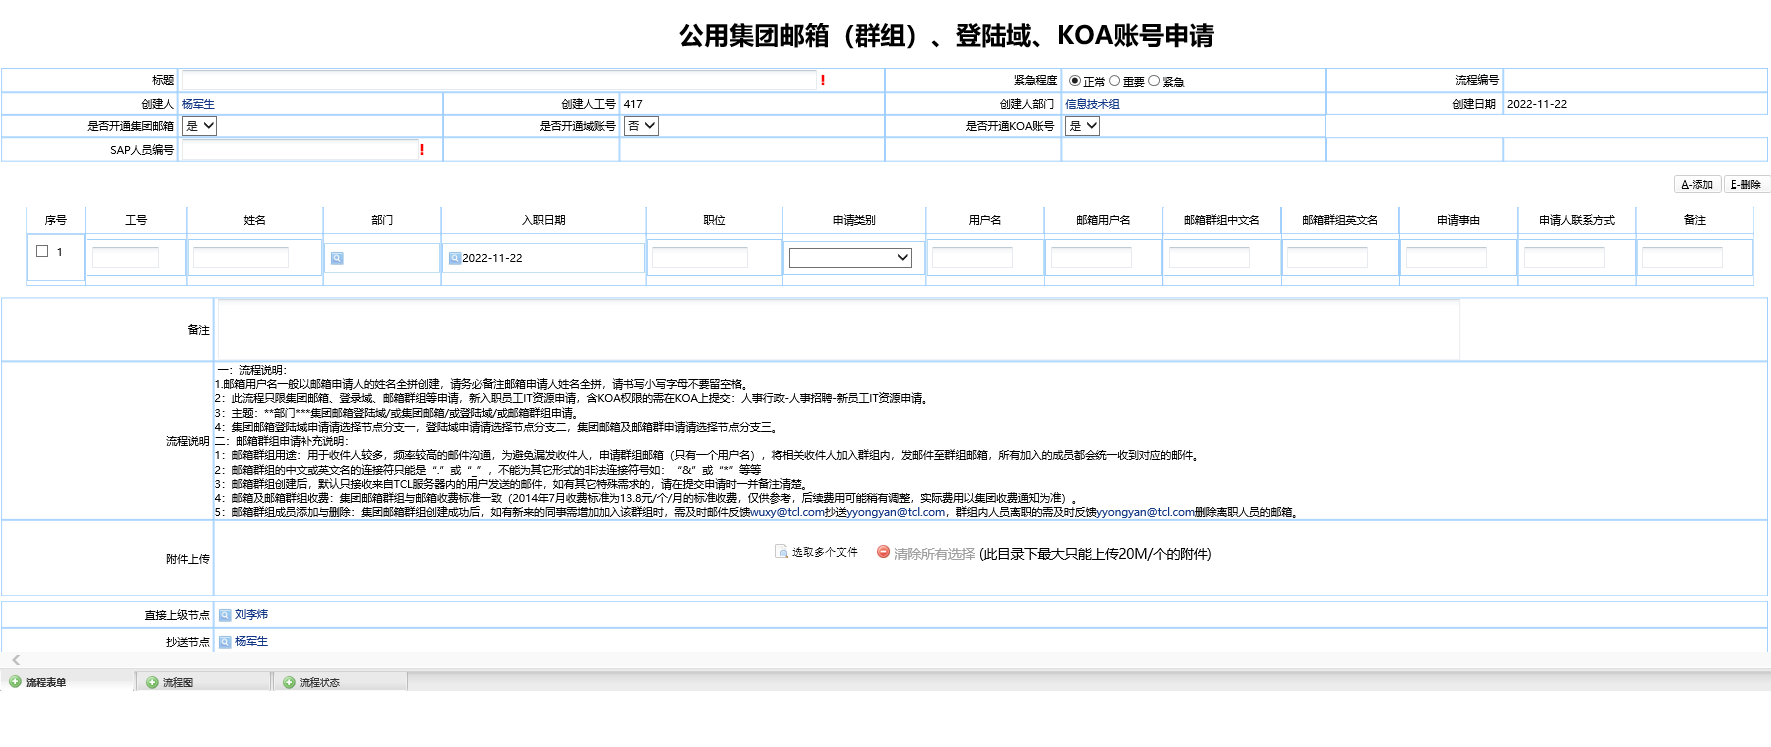 公用集团邮箱（群组）、登陆域、KOA账号申请
标题 ! 紧急程度 正常 重要 紧急 流程编号
创建人 杨军生 创建人工号 417 创建人部门 信息技术组 创建日期 2022-11-22
是否开通集团邮箱 是 是否开通域账号 否 是否开通KOA账号 是
SAP人员编号 !
A-添加 E-删除
序号 工号 姓名 部门 入职日期 职位 申请类别 用户名 邮箱用户名 邮箱群组中文名 邮箱群组英文名 申请事由 申请人联系方式 备注
1 2022-11-22
备注
一：流程说明：
1.邮箱用户名一般以邮箱申请人的姓名全拼创建，请务必备注邮箱申请人姓名全拼，请书写小写字母不要留空格。
2：此流程只限集团邮箱、登录域、邮箱群组等申请，新入职员工IT资源申请，含KOA权限的需在KOA上提交：人事行政-人事招聘-新员工IT资源申请。
3：主题：**部门***集团邮箱登陆域/或集团邮箱/或登陆域/或邮箱群组申请。
4：集团邮箱登陆域申请请选择节点分支一，登陆域申请请选择节点分支二，集团邮箱及邮箱群申请请选择节点分支三。
流程说明 二：邮箱群组申请补充说明：
1：邮箱群组用途：用于收件人较多，频率较高的邮件沟通，为避免漏发收件人，申请群组邮箱（只有一个用户名），将相关收件人加入群组内，发邮件至群组邮箱，所有加入的成员都会统一收到对应的邮件。
2：邮箱群组的中文或英文名的连接符只能是“.”或“_”，不能为其它形式的非法连接符号如：“&”或“*”等等
3：邮箱群组创建后，默认只接收来自TCL服务器内的用户发送的邮件，如有其它特殊需求的，请在提交申请时一并备注清楚。
4：邮箱及邮箱群组收费：集团邮箱群组与邮箱收费标准一致（2014年7月收费标准为13.8元/个/月的标准收费，仅供参考，后续费用可能稍有调整，实际费用以集团收费通知为准）。
5：邮箱群组成员添加与删除：集团邮箱群组创建成功后，如有新来的同事需增加加入该群组时，需及时邮件反馈wuxy@tcl.com抄送yyongyan@tcl.com，群组内人员离职的需及时反馈yyongyan@tcl.com删除离职人员的邮箱。
附件上传 选取多个文件 清除所有选择 (此目录下最大只能上传20M/个的附件)
直接上级节点 刘李炜
抄送节点 杨军生
流程表单 流程图 流程状态